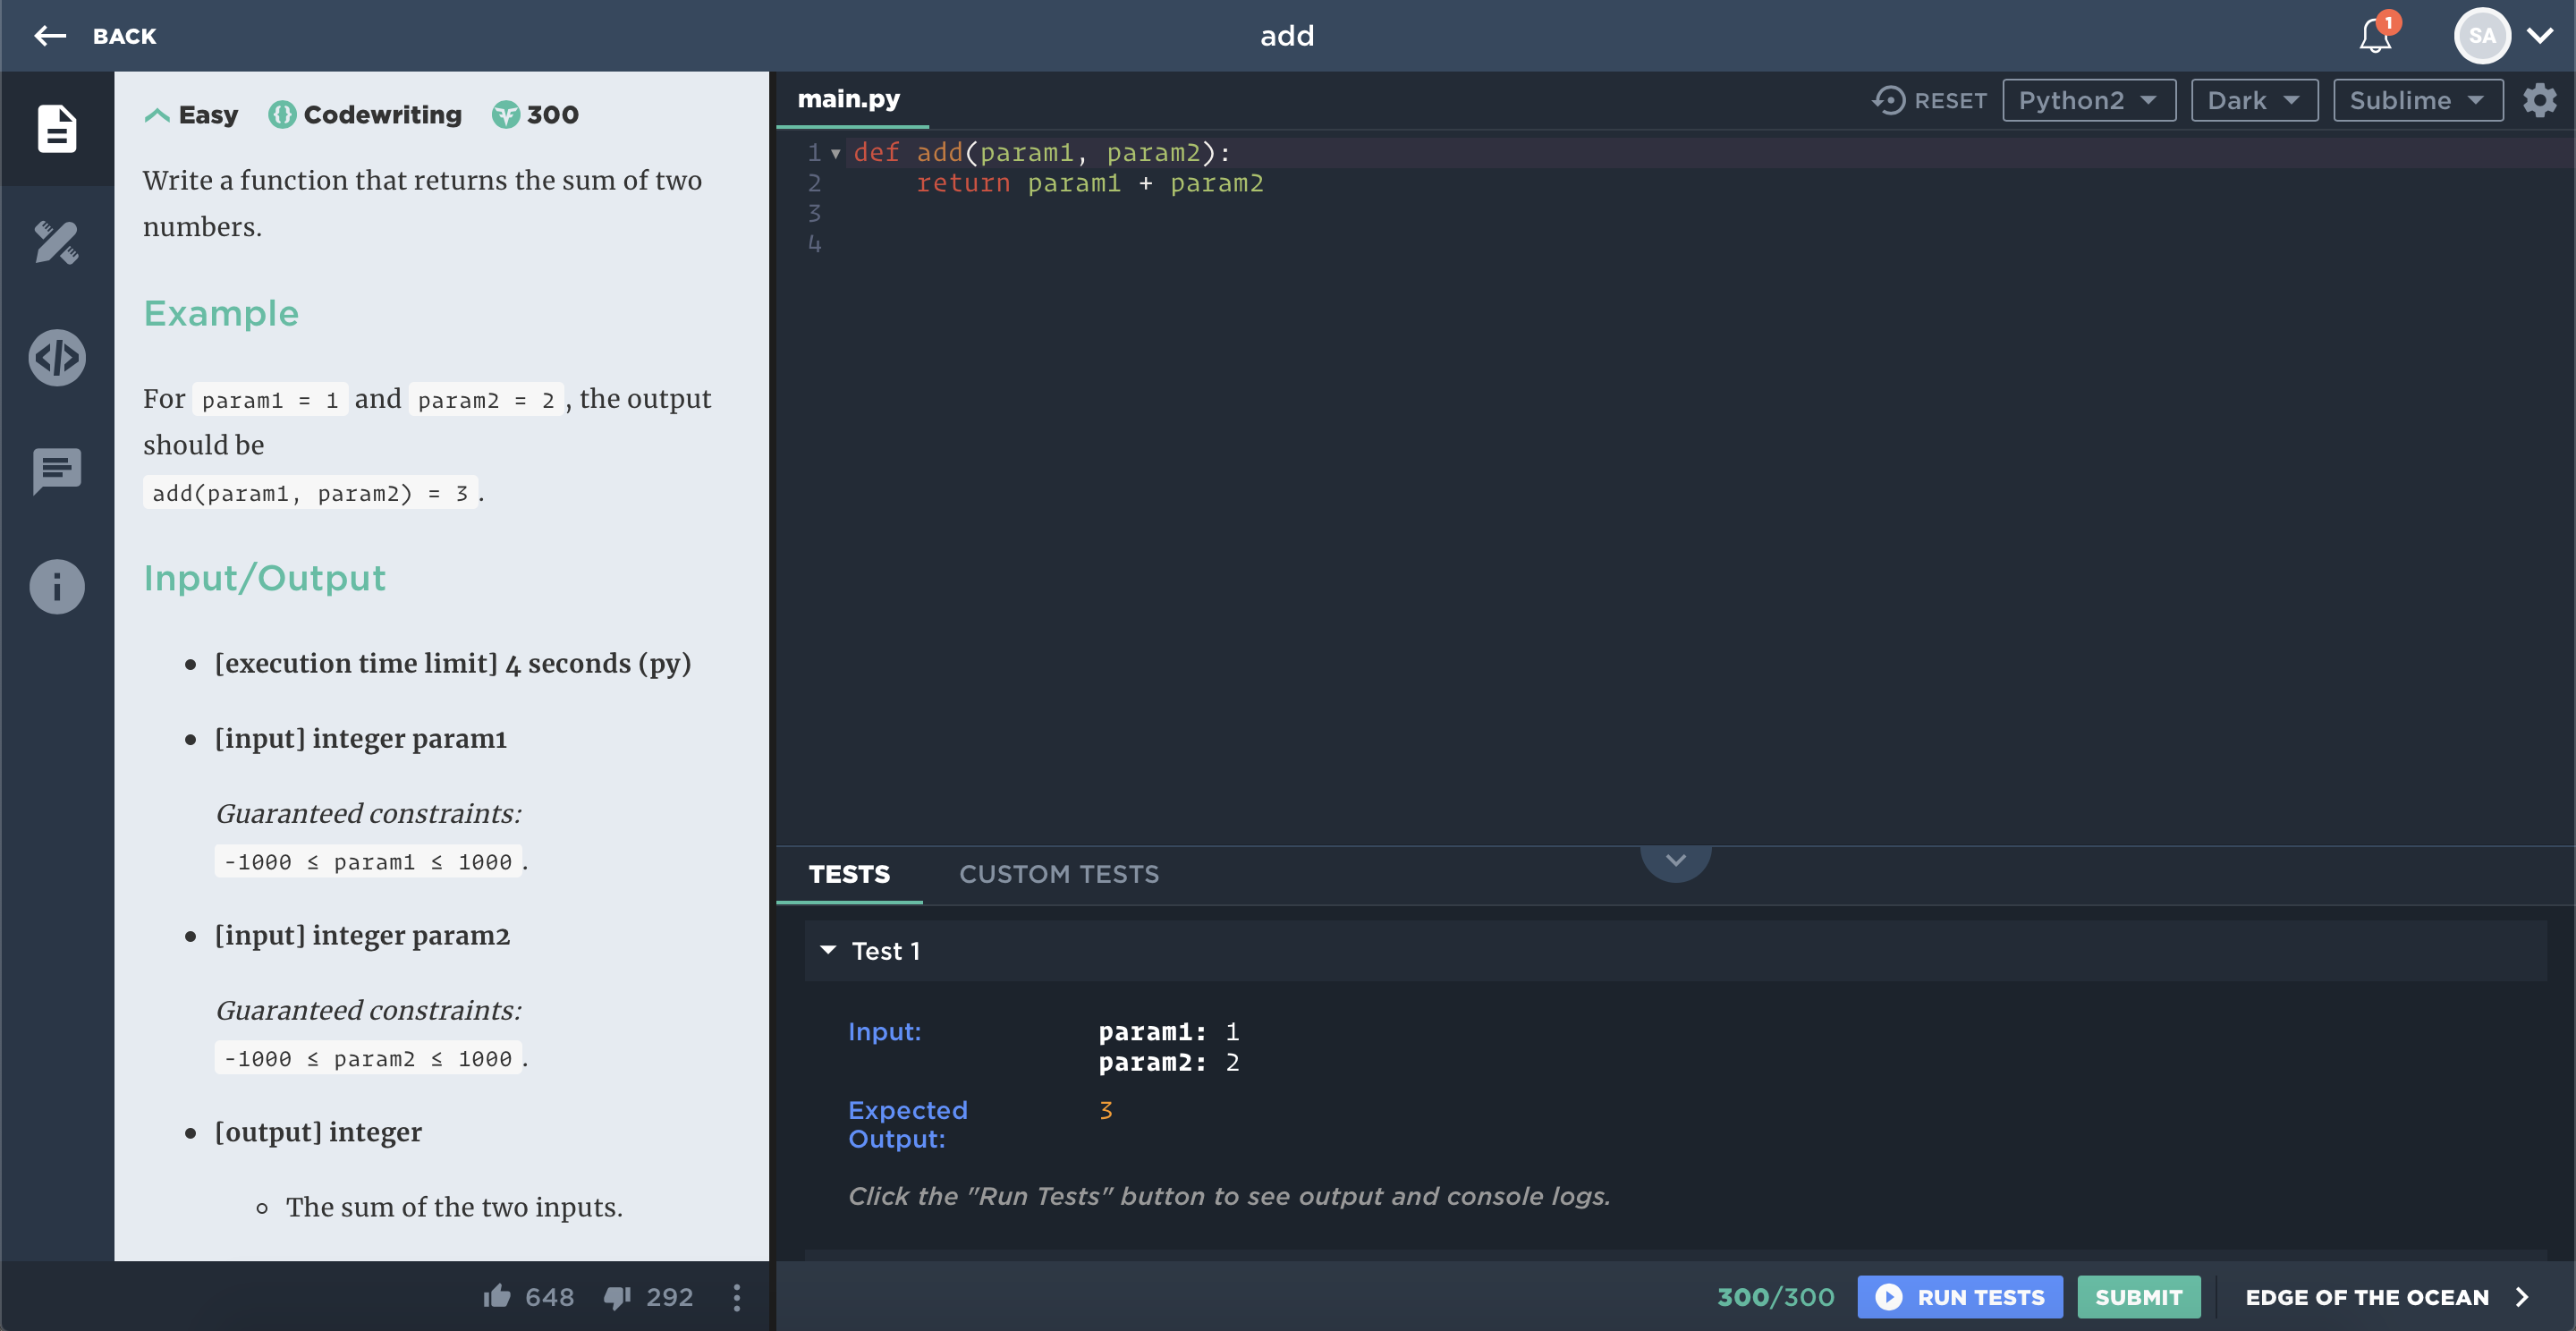 BACK
add
1
SA
Easy Codewriting 300
Write a function that returns the sum of two
numbers.
Example
For param1 = 1 and param2 = 2, the output
should be
add(param1, param2) = 3.
Input/Output
[execution time limit] 4 seconds (py)
[input] integer param1
Guaranteed constraints:
-1000 ≤ param1 ≤ 1000.
[input] integer param2
Guaranteed constraints:
-1000 ≤ param2 ≤ 1000.
[output] integer
The sum of the two inputs.
648 292
main.py
RESET Python2 Dark Sublime
1 def add(param1, param2):
2 return param1 + param2
3
4
TESTS CUSTOM TESTS
Test 1
Input: param1: 1
param2: 2
Expected 3
Output:
Click the "Run Tests" button to see output and console logs.
300/300 RUN TESTS SUBMIT EDGE OF THE OCEAN